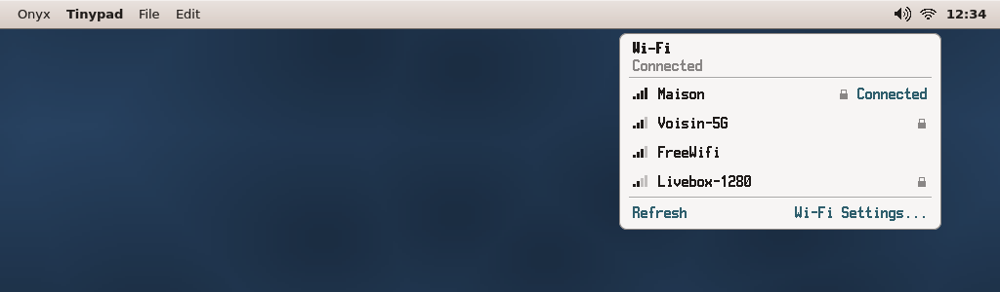 Onyx Tinypad File Edit 12:34
Wi-Fi
Connected
Maison Connected
Voisin-5G
FreeWifi
Livebox-1280
Refresh Wi-Fi Settings...